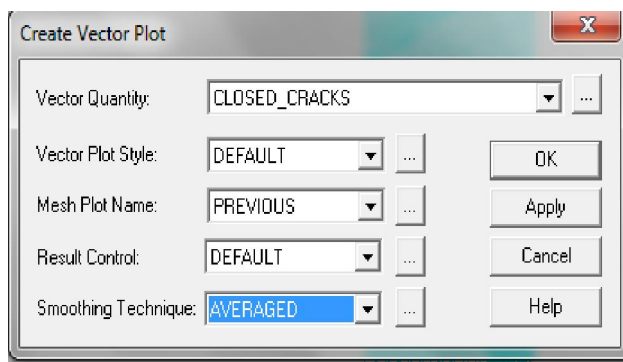 Create Vector Plot
Vector Quantity: CLOSED_CRACKS ...
Vector Plot Style: DEFAULT ... OK
Mesh Plot Name: PREVIOUS ... Apply
Result Control: DEFAULT ... Cancel
Smoothing Technique: AVERAGED ... Help